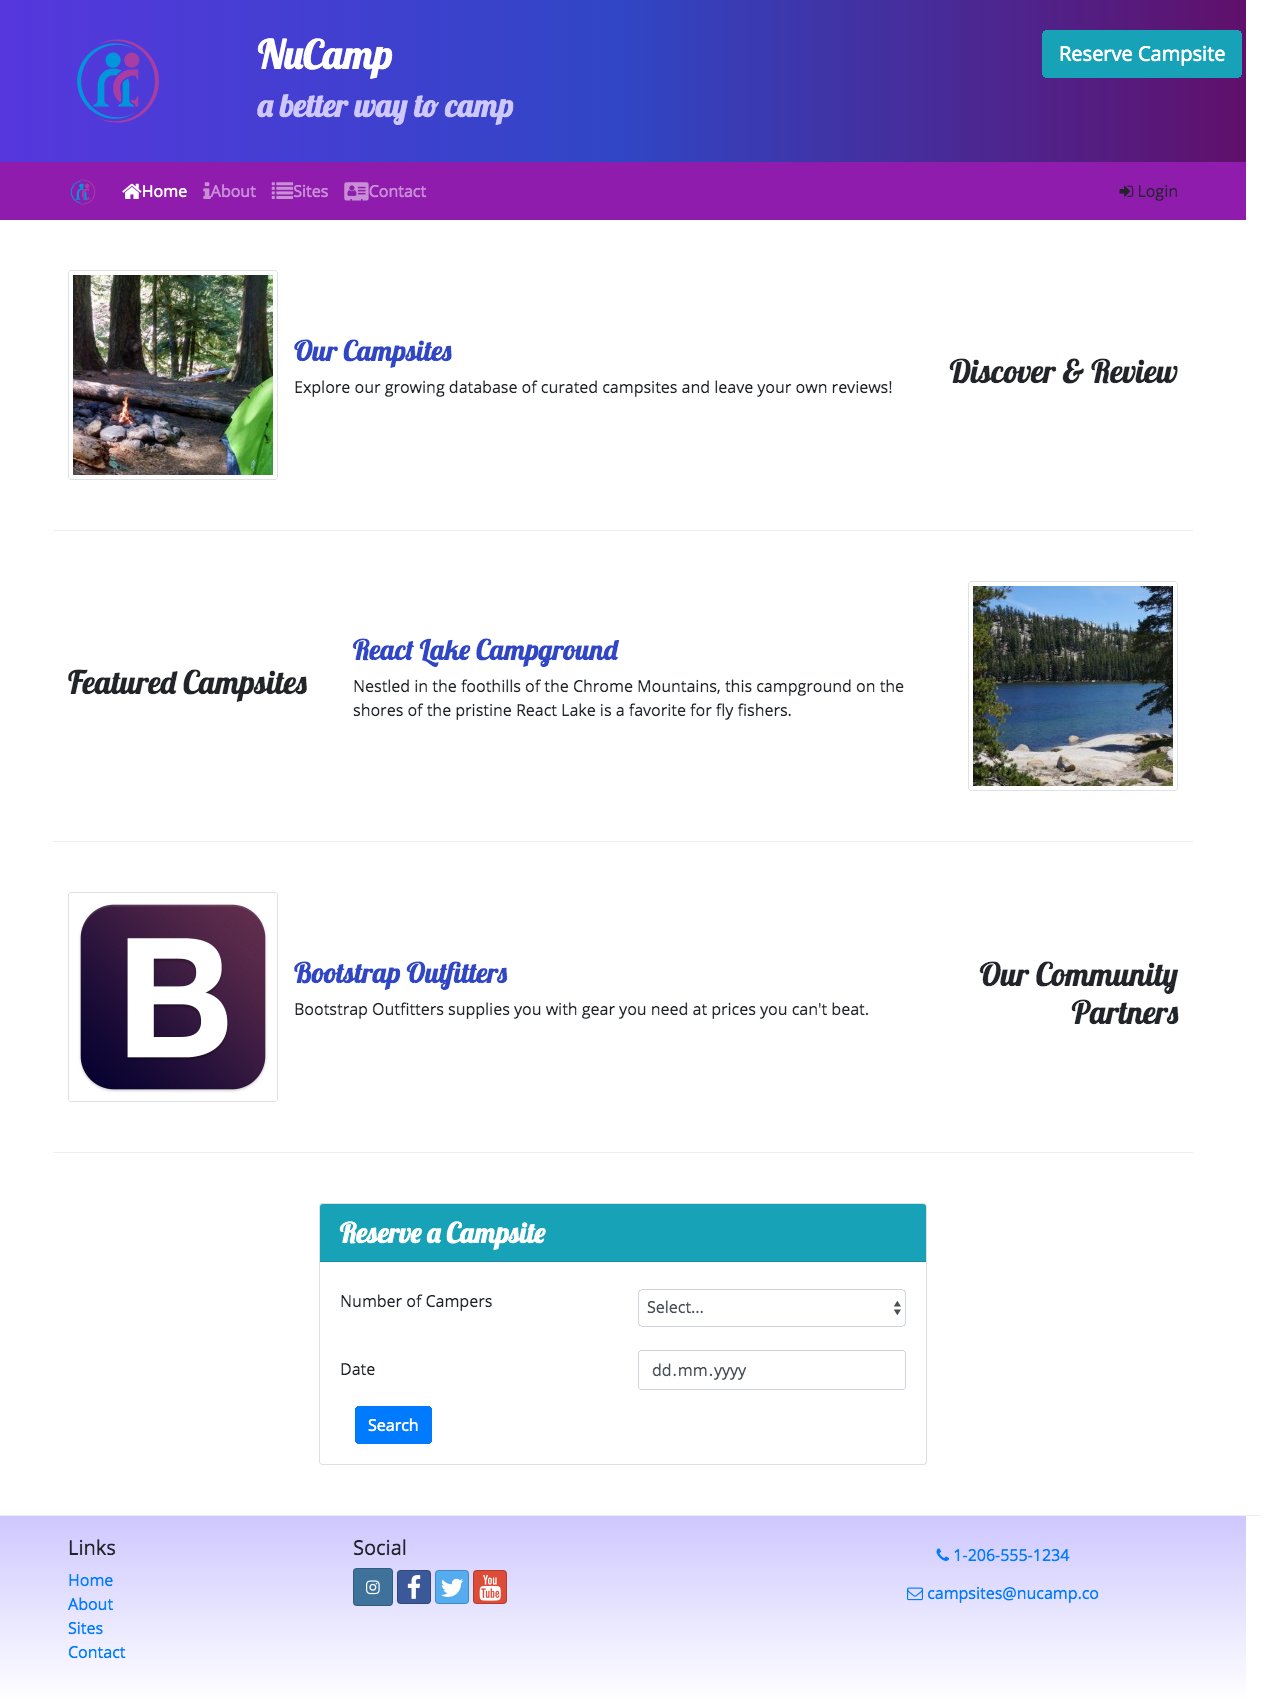 NuCamp
a better way to camp
Reserve Campsite
Home About Sites Contact
Login
Our Campsites
Explore our growing database of curated campsites and leave your own reviews!
Discover & Review
Featured Campsites
React Lake Campground
Nestled in the foothills of the Chrome Mountains, this campground on the
shores of the pristine React Lake is a favorite for fly fishers.
B
Bootstrap Outfitters
Bootstrap Outfitters supplies you with gear you need at prices you can't beat.
Our Community
Partners
Reserve a Campsite
Number of Campers
Select...
Date
dd.mm.yyyy
Search
Links
Home
About
Sites
Contact
Social
f
You
Tube
1-206-555-1234
campsites@nucamp.co